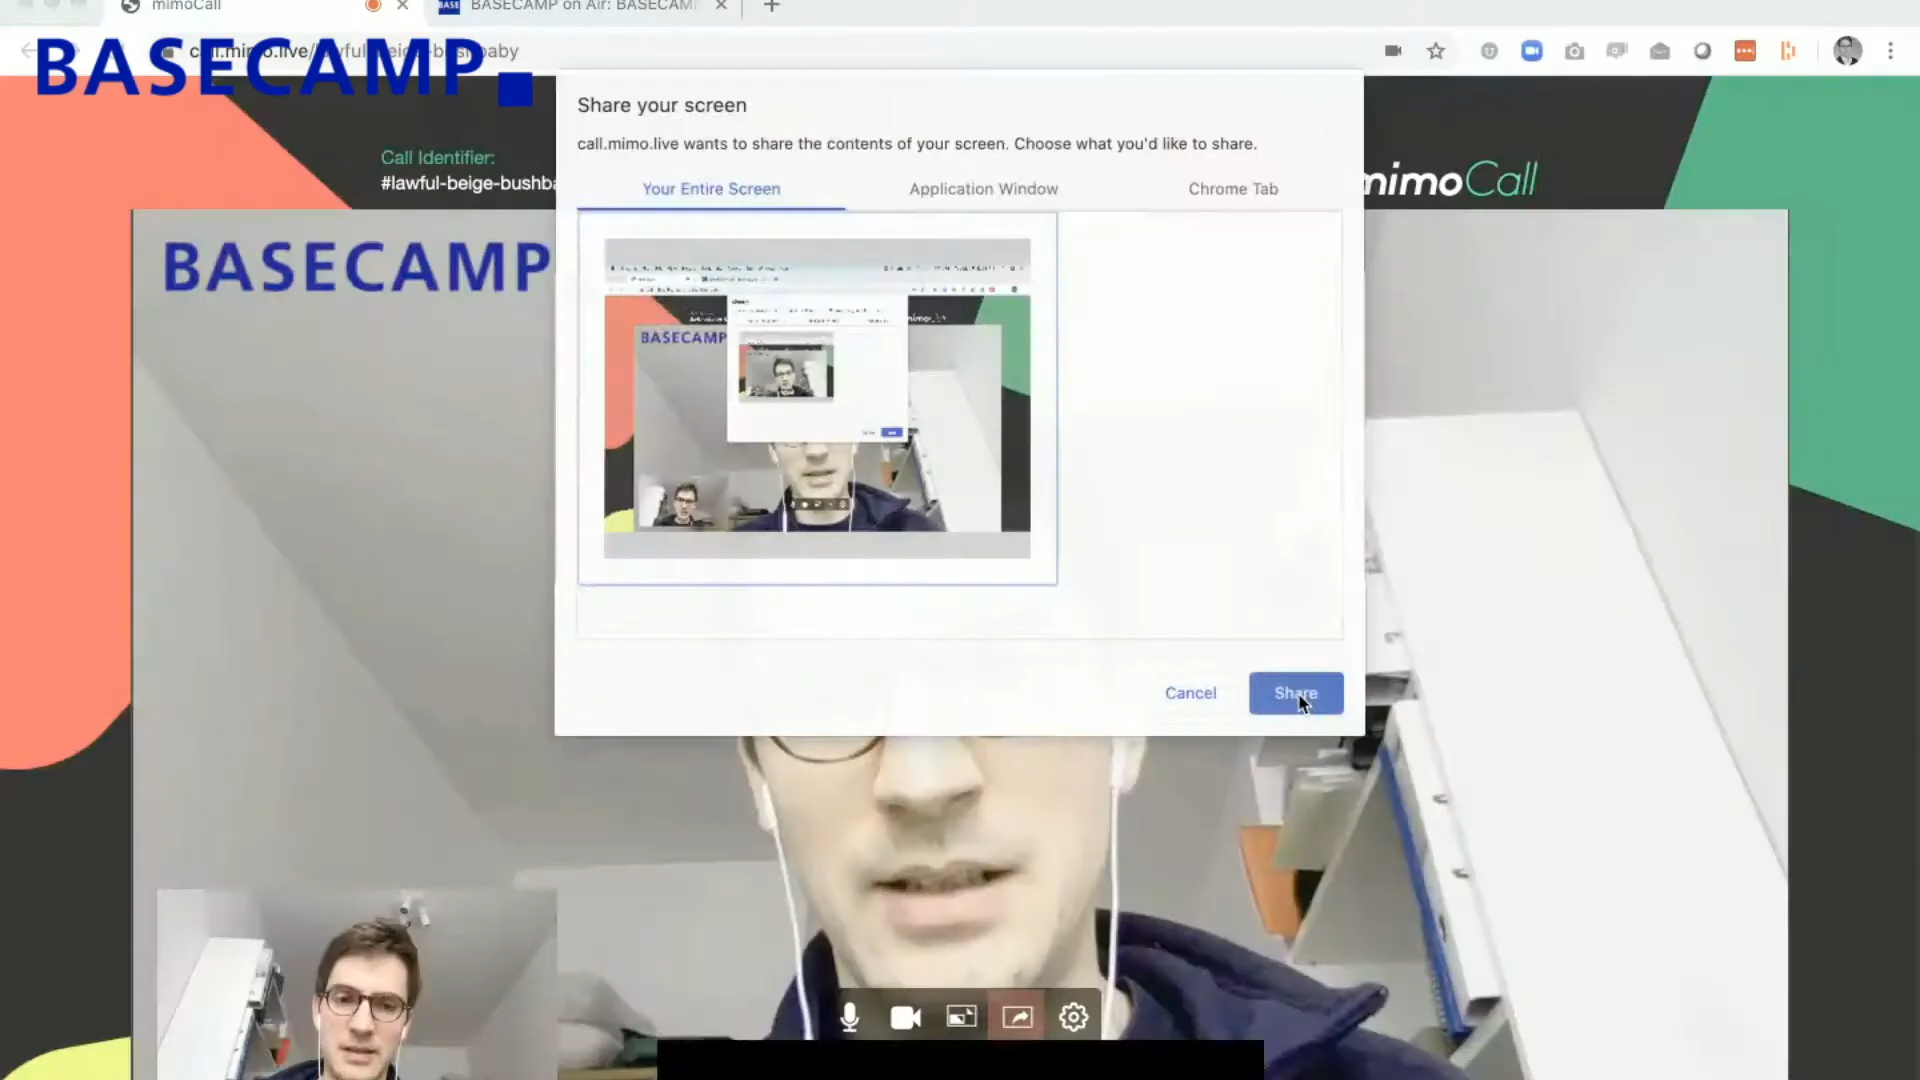 mimoCall
BASE
BASECAMP on Air: BASECAM
BASECAMP
Share your screen
call.mimo.live wants to share the contents of your screen. Choose what you'd like to share.
Your Entire Screen
Application Window
Chrome Tab
Call Identifier:
#lawful-beige-bushba
mimoCall
BASECAMP
BASECAMP
Cancel
Share